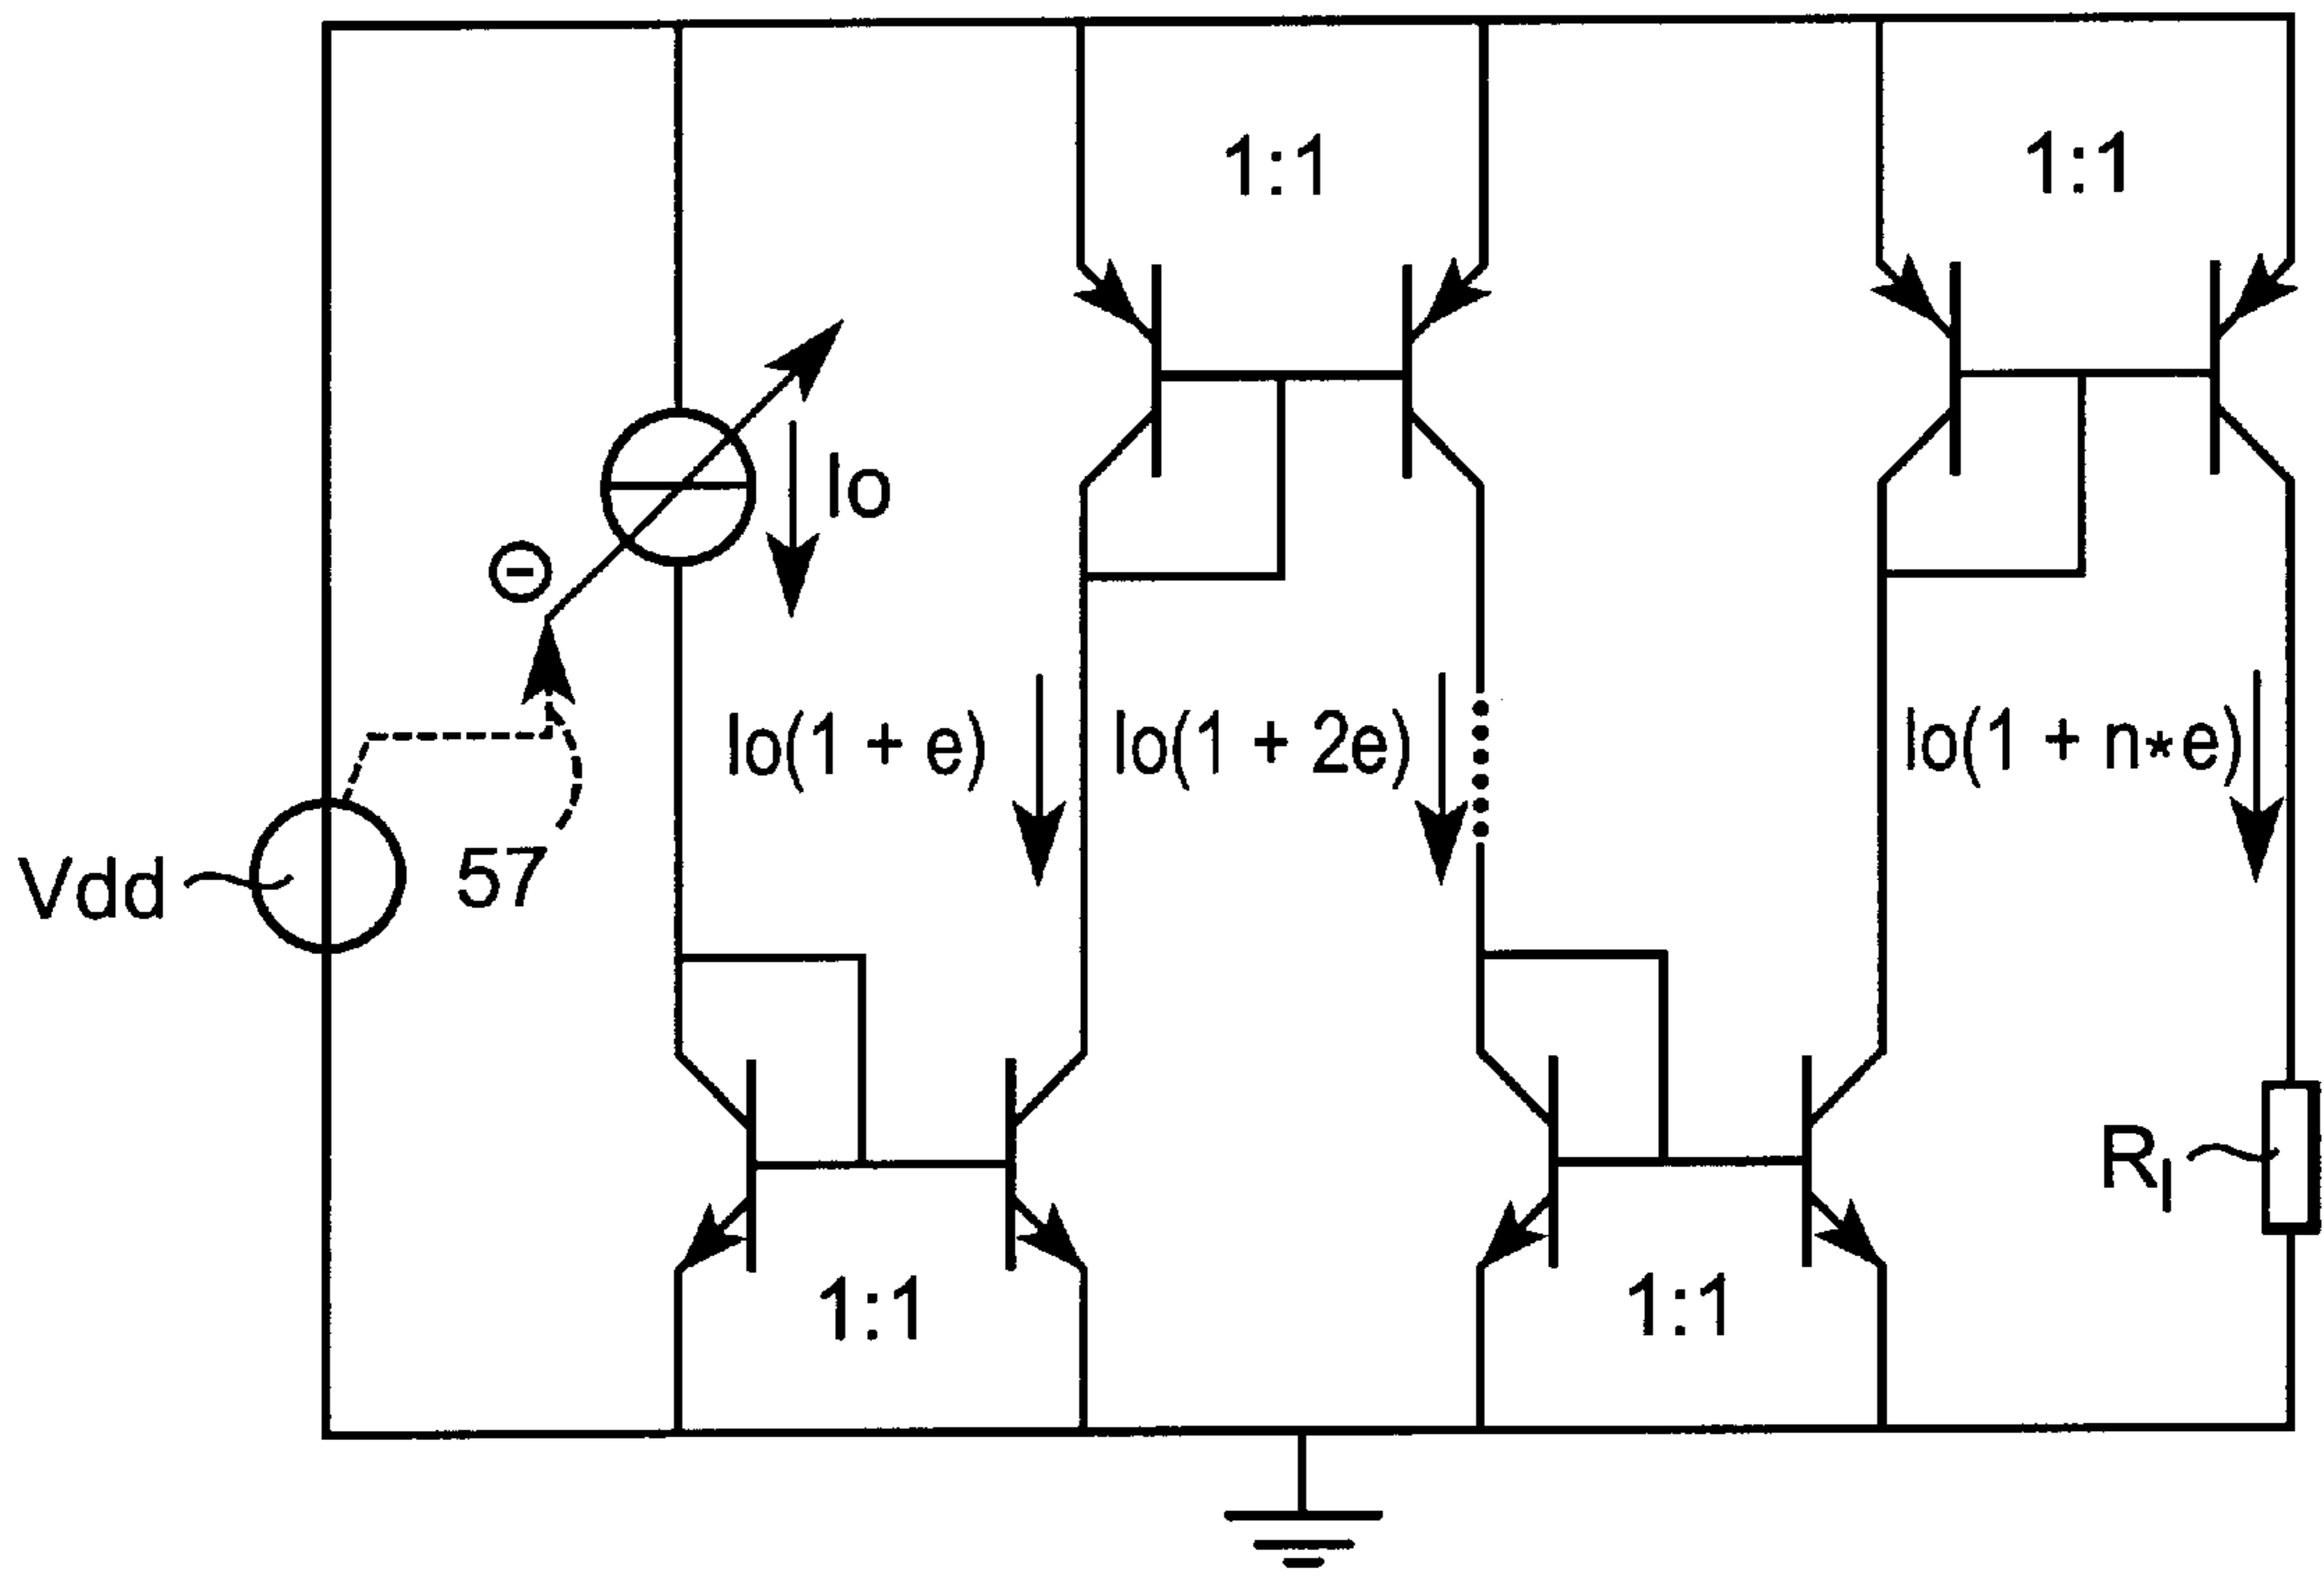 1:1
1:1
Io
⊖
Io(1 + e)
Io(1 + 2e)
Io(1 + n*e)
Vdd
57
Rl
1:1
1:1